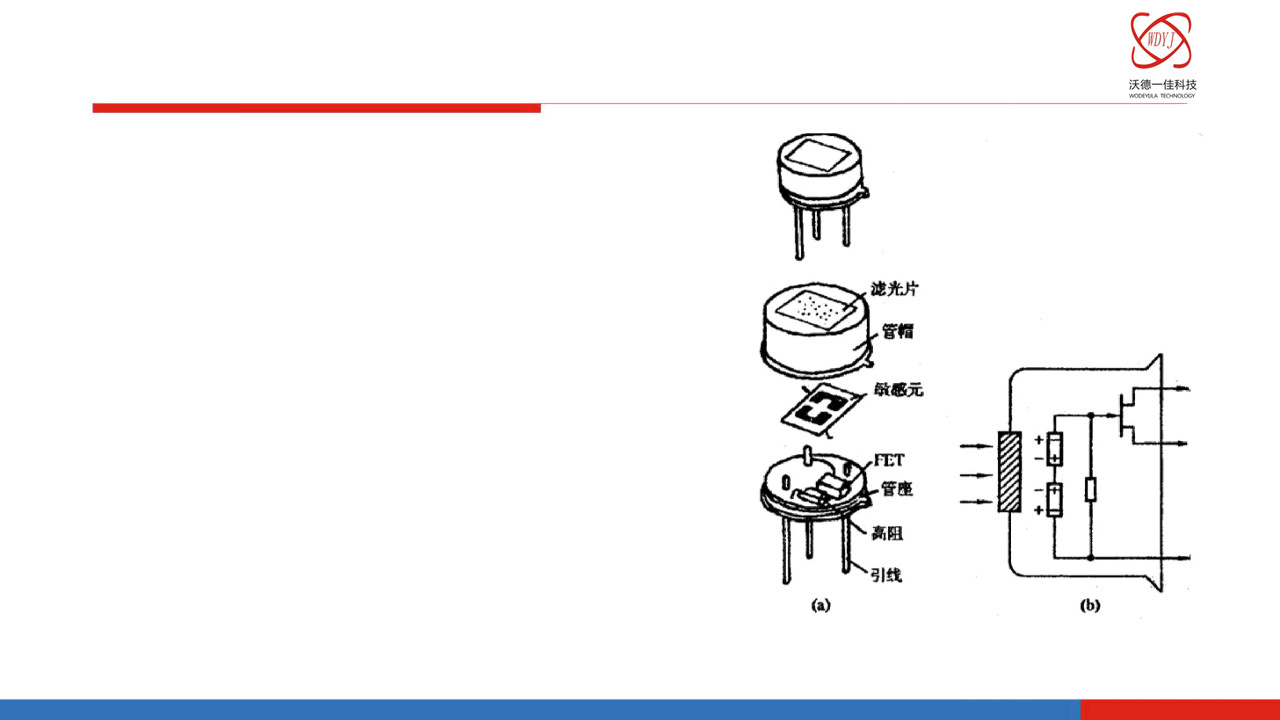 WDYJ
沃德一佳科技
WODEYIJIA TECHNOLOGY
滤光片
管帽
敏感元
FET
管座
高阻
引线
(a)
+
−
+
−
+
+
(b)